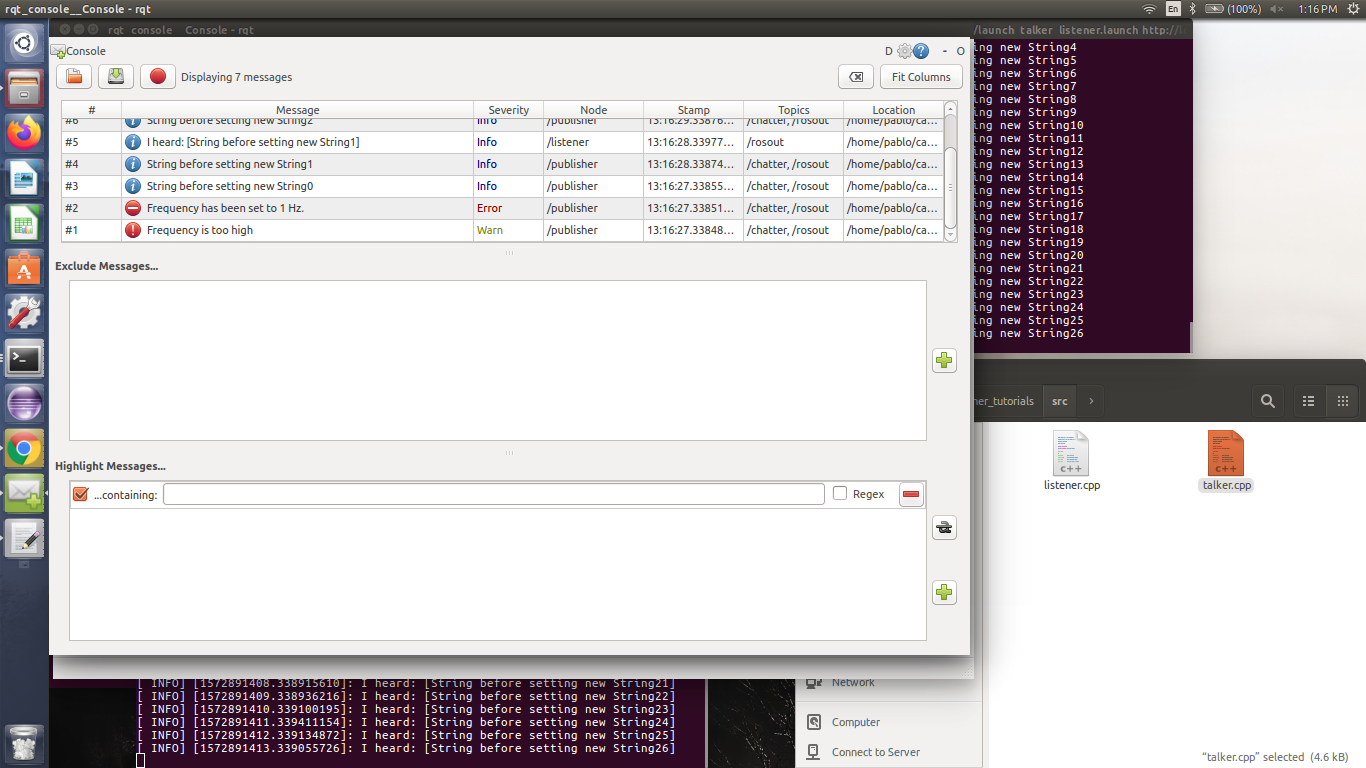 rqt_console__Console - rqt
En
(100%)
1:16 PM
rqt_console__Console - rqt
/launch talker_listener.launch http://l
Console
D
-
O
Displaying 7 messages
Fit Columns
# Message Severity Node Stamp Topics Location
#6 String before setting new String2 Info /publisher 13:16:29.33876... /chatter, /rosout /home/pablo/ca...
#5 I heard: [String before setting new String1] Info /listener 13:16:28.33977... /rosout /home/pablo/ca...
#4 String before setting new String1 Info /publisher 13:16:28.33874... /chatter, /rosout /home/pablo/ca...
#3 String before setting new String0 Info /publisher 13:16:27.33855... /chatter, /rosout /home/pablo/ca...
#2 Frequency has been set to 1 Hz. Error /publisher 13:16:27.33851... /chatter, /rosout /home/pablo/ca...
#1 Frequency is too high Warn /publisher 13:16:27.33848... /chatter, /rosout /home/pablo/ca...
Exclude Messages...
Highlight Messages...
...containing:
Regex
ing new String4
ing new String5
ing new String6
ing new String7
ing new String8
ing new String9
ing new String10
ing new String11
ing new String12
ing new String13
ing new String14
ing new String15
ing new String16
ing new String17
ing new String18
ing new String19
ing new String20
ing new String21
ing new String22
ing new String23
ing new String24
ing new String25
ing new String26
ner_tutorials
src
listener.cpp
talker.cpp
Network
Computer
Connect to Server
"talker.cpp" selected (4.6 kB)
[ INFO] [1572891408.338915610]: I heard: [String before setting new String21]
[ INFO] [1572891409.338936216]: I heard: [String before setting new String22]
[ INFO] [1572891410.339100195]: I heard: [String before setting new String23]
[ INFO] [1572891411.339411154]: I heard: [String before setting new String24]
[ INFO] [1572891412.339134872]: I heard: [String before setting new String25]
[ INFO] [1572891413.339055726]: I heard: [String before setting new String26]